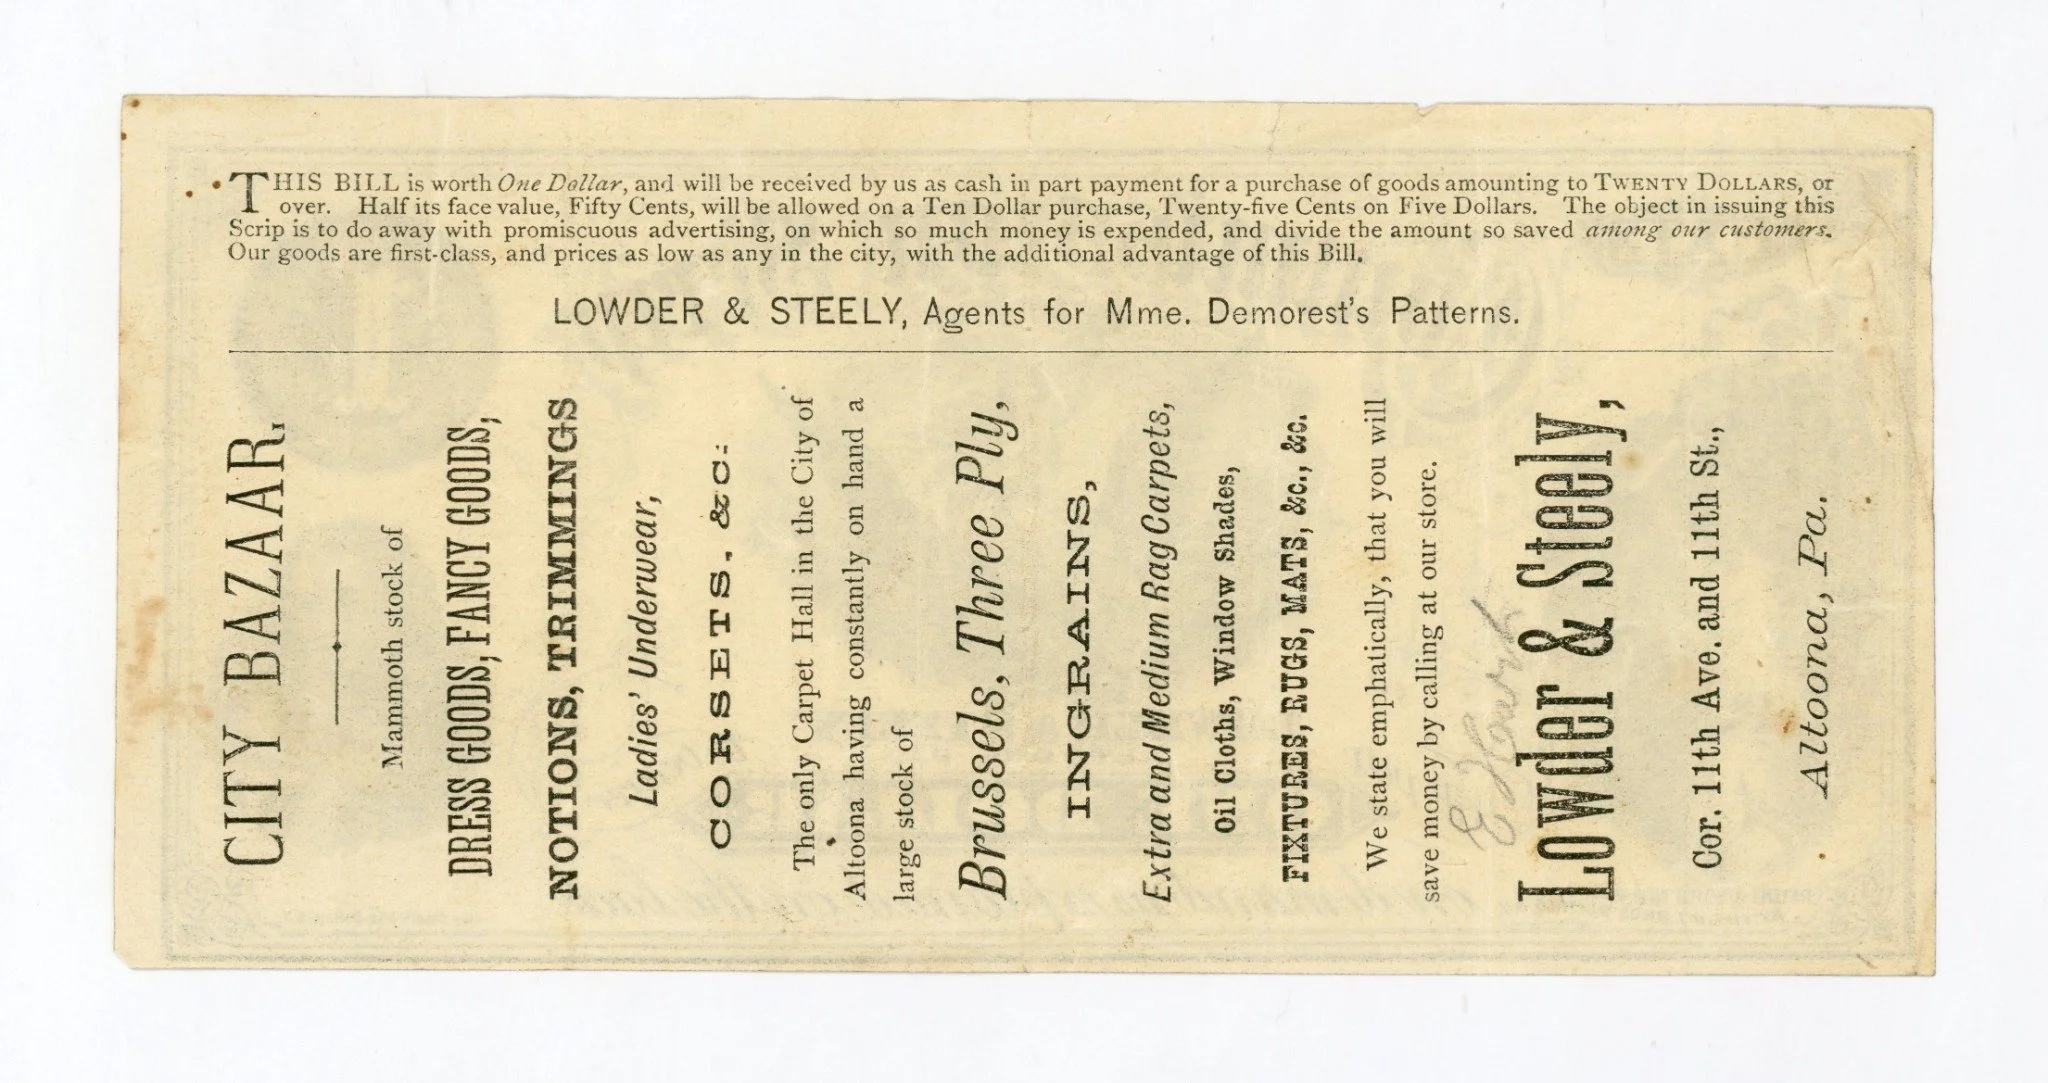 THIS BILL is worth One Dollar, and will be received by us as cash in part payment for a purchase of goods amounting to TWENTY DOLLARS, or
over. Half its face value, Fifty Cents, will be allowed on a Ten Dollar purchase, Twenty-five Cents on Five Dollars. The object in issuing this
Scrip is to do away with promiscuous advertising, on which so much money is expended, and divide the amount so saved among our customers.
Our goods are first-class, and prices as low as any in the city, with the additional advantage of this Bill.
LOWDER & STEELY, Agents for Mme. Demorest's Patterns.
CITY BAZAAR.
Mammoth stock of
DRESS GOODS, FANCY GOODS,
NOTIONS, TRIMMINGS
Ladies' Underwear,
CORSETS, &C.
The only Carpet Hall in the City of
Altoona having constantly on hand a
large stock of
Brussels, Three Ply,
INGRAINS,
Extra and Medium Rag Carpets,
Oil Cloths, Window Shades,
FIXTURES, RUGS, MATS, &c., &c.
We state emphatically, that you will
save money by calling at our store.
Lowder & Steely,
Cor. 11th Ave. and 11th St.,
Altoona, Pa.